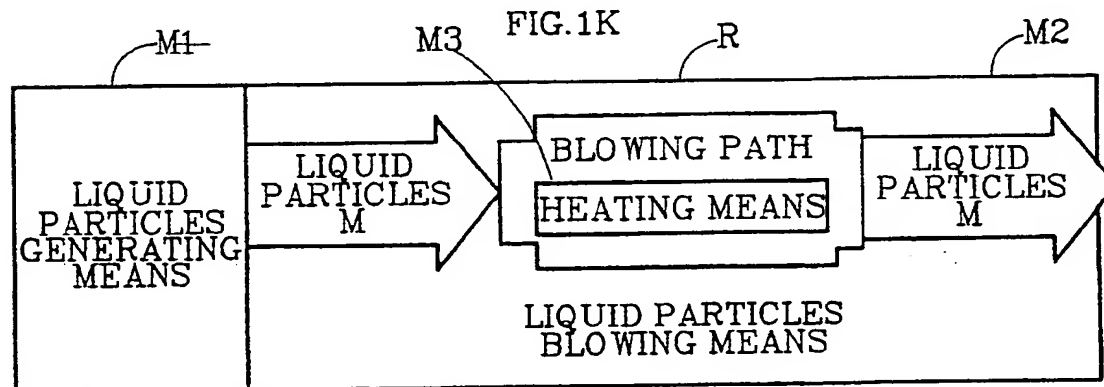 FIG.1K
M1
M3
R
M2
LIQUID
PARTICLES
GENERATING
MEANS
LIQUID
PARTICLES
M
BLOWING PATH
HEATING MEANS
LIQUID
PARTICLES
M
LIQUID PARTICLES
BLOWING MEANS